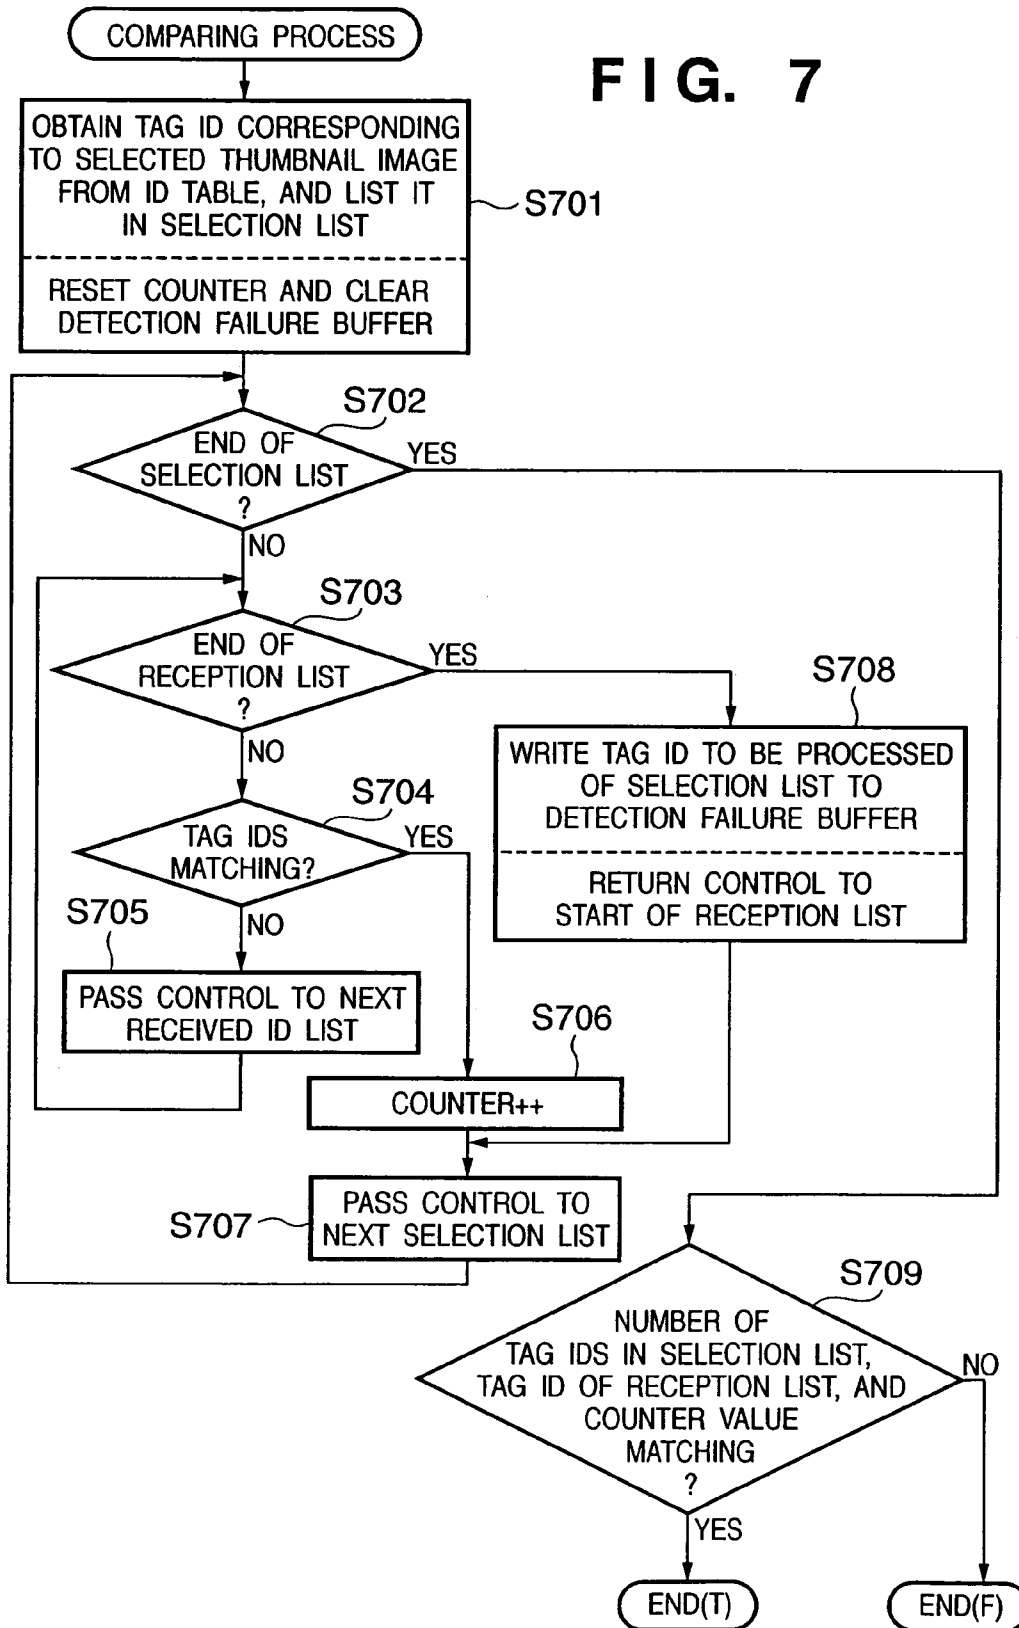 COMPARING PROCESS
FIG. 7
OBTAIN TAG ID CORRESPONDING
TO SELECTED THUMBNAIL IMAGE
FROM ID TABLE, AND LIST IT
IN SELECTION LIST
S701
RESET COUNTER AND CLEAR
DETECTION FAILURE BUFFER
S702
END OF
SELECTION LIST
?
YES
NO
S703
END OF
RECEPTION LIST
?
YES
NO
S708
WRITE TAG ID TO BE PROCESSED
OF SELECTION LIST TO
DETECTION FAILURE BUFFER
RETURN CONTROL TO
START OF RECEPTION LIST
S704
TAG IDS
MATCHING?
YES
NO
S705
PASS CONTROL TO NEXT
RECEIVED ID LIST
S706
COUNTER++
S707
PASS CONTROL TO
NEXT SELECTION LIST
S709
NUMBER OF
TAG IDS IN SELECTION LIST,
TAG ID OF RECEPTION LIST, AND
COUNTER VALUE
MATCHING
?
NO
YES
END(T)
END(F)